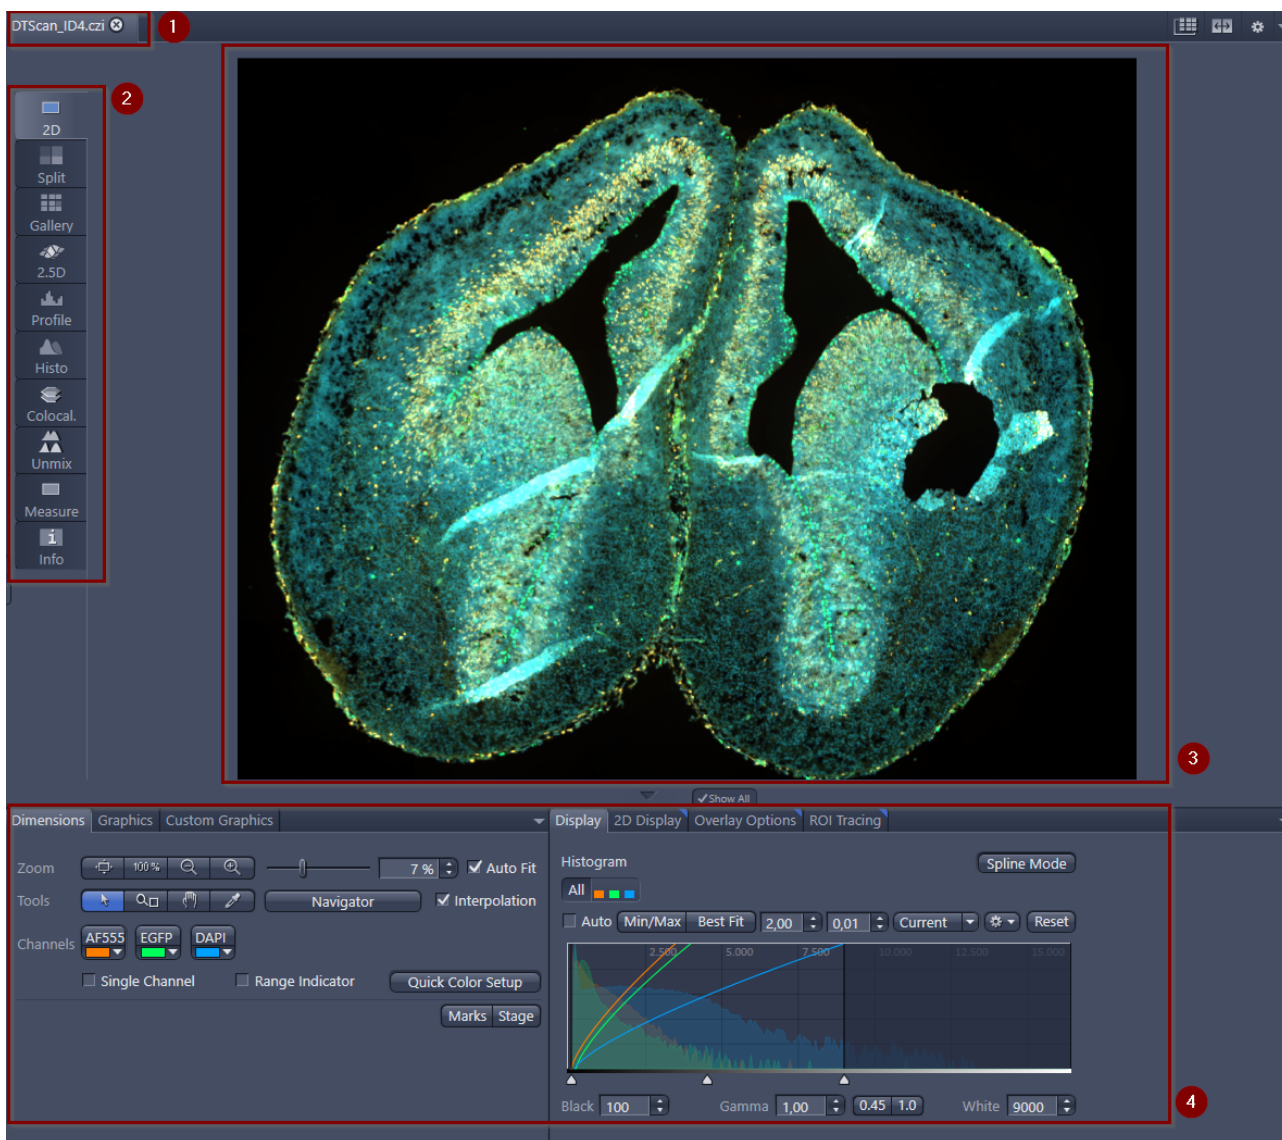 DTScan_ID4.czi
1
2
2D
Split
Gallery
2.5D
Profile
Histo
Colocal.
Unmix
Measure
i
Info
3
Show All
Dimensions Graphics Custom Graphics
Zoom 100 % 7 % Auto Fit
Tools Navigator Interpolation
Channels AF555 EGFP DAPI
Single Channel Range Indicator Quick Color Setup
Marks Stage
Display 2D Display Overlay Options ROI Tracing
Histogram Spline Mode
All
Auto Min/Max Best Fit 2,00 0,01 Current Reset
2.500 5.000 7.500 10.000 12.500 15.000
Black 100 Gamma 1,00 0.45 1.0 White 9000
4